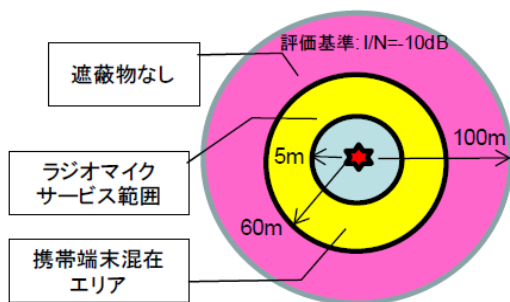 評価基準: I/N=-10dB
遮蔽物なし
100m
5m
ラジオマイク
サービス範囲
60m
携帯端末混在
エリア